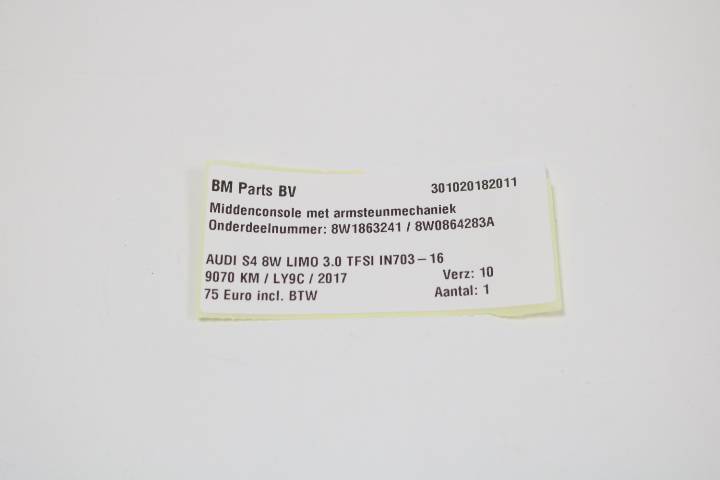 BM Parts BV 301020182011
Middenconsole met armsteunmechaniek
Onderdeelnummer: 8W1863241 / 8W0864283A
AUDI S4 8W LIMO 3.0 TFSI IN703-16
9070 KM / LY9C / 2017 Verz: 10
75 Euro incl. BTW Aantal: 1